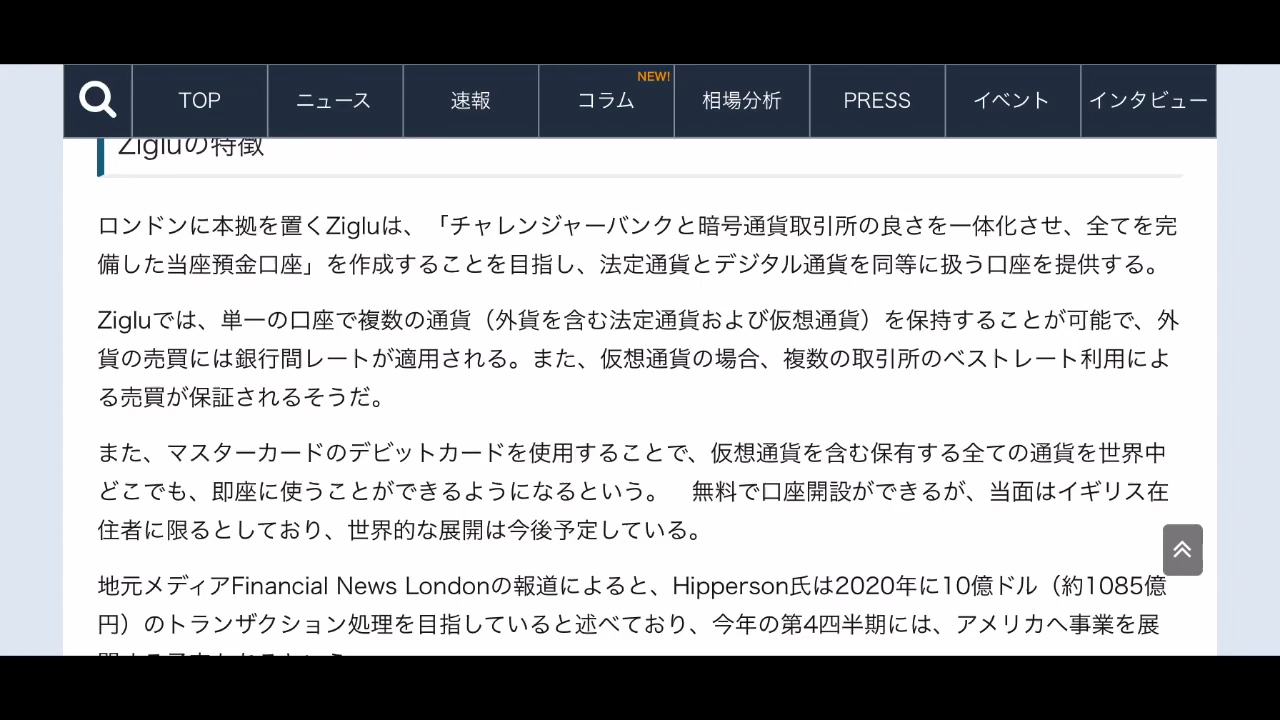 NEW!
TOP ニュース 速報 コラム 相場分析 PRESS イベント インタビュー
Zigluの特徴
ロンドンに本拠を置くZigluは、「チャレンジャーバンクと暗号通貨取引所の良さを一体化させ、全てを完
備した当座預金口座」を作成することを目指し、法定通貨とデジタル通貨を同等に扱う口座を提供する。
Zigluでは、単一の口座で複数の通貨（外貨を含む法定通貨および仮想通貨）を保持することが可能で、外
貨の売買には銀行間レートが適用される。また、仮想通貨の場合、複数の取引所のベストレート利用によ
る売買が保証されるそうだ。
また、マスターカードのデビットカードを使用することで、仮想通貨を含む保有する全ての通貨を世界中
どこでも、即座に使うことができるようになるという。　無料で口座開設ができるが、当面はイギリス在
住者に限るとしており、世界的な展開は今後予定している。
地元メディアFinancial News Londonの報道によると、Hipperson氏は2020年に10億ドル（約1085億
円）のトランザクション処理を目指していると述べており、今年の第4四半期には、アメリカへ事業を展